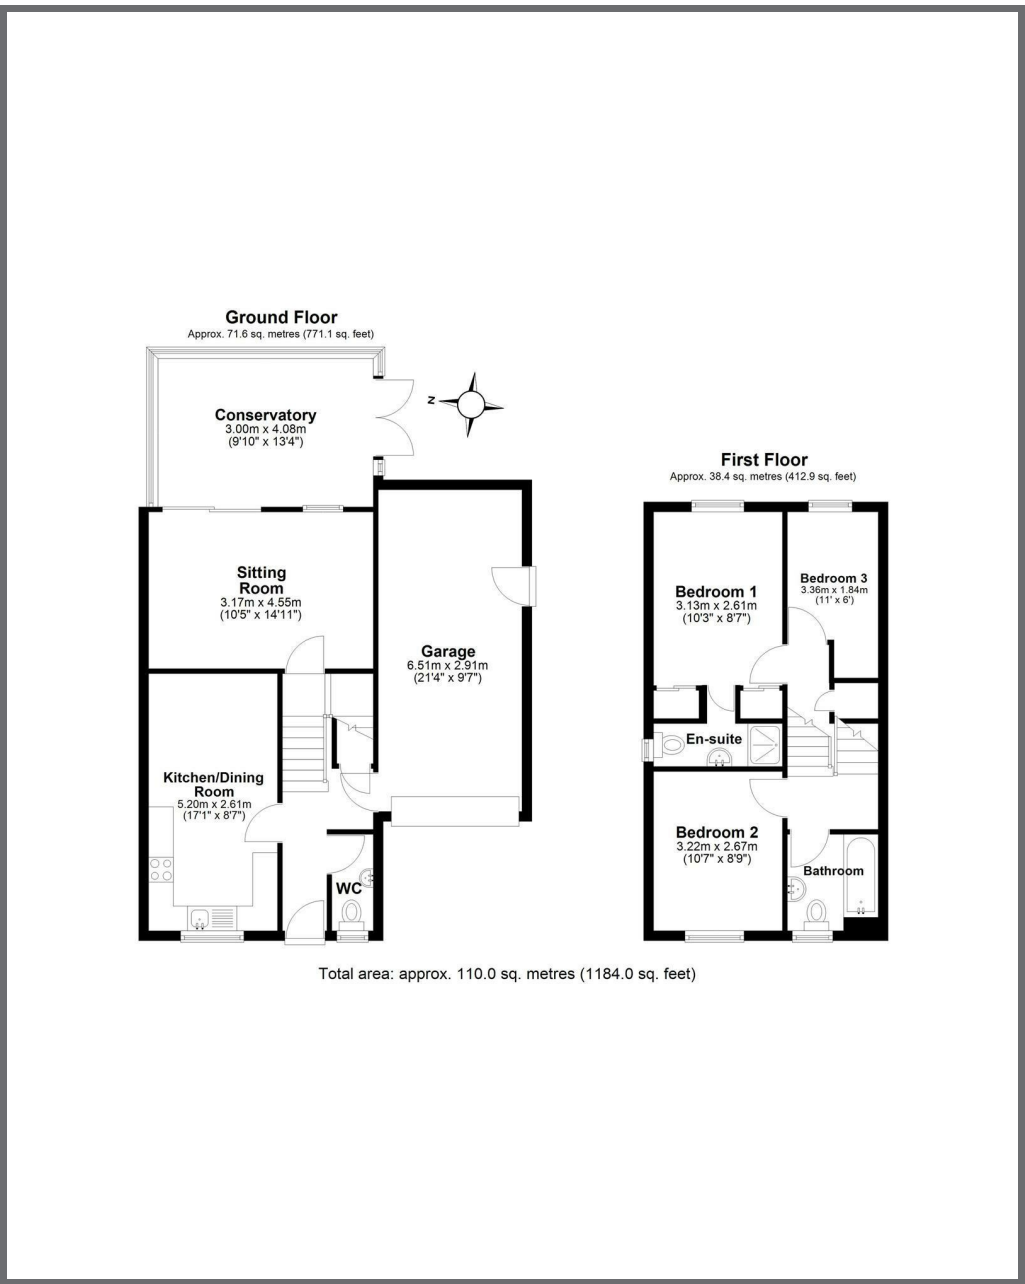 Ground Floor
Approx. 71.6 sq. metres (771.1 sq. feet)
Conservatory
3.00m x 4.08m
(9'10" x 13'4")
N
Sitting
Room
3.17m x 4.55m
(10'5" x 14'11")
Garage
6.51m x 2.91m
(21'4" x 9'7")
Kitchen/Dining
Room
5.20m x 2.61m
(17'1" x 8'7")
WC
First Floor
Approx. 38.4 sq. metres (412.9 sq. feet)
Bedroom 1
3.13m x 2.61m
(10'3" x 8'7")
Bedroom 3
3.36m x 1.84m
(11' x 6')
En-suite
Bedroom 2
3.22m x 2.67m
(10'7" x 8'9")
Bathroom
Total area: approx. 110.0 sq. metres (1184.0 sq. feet)